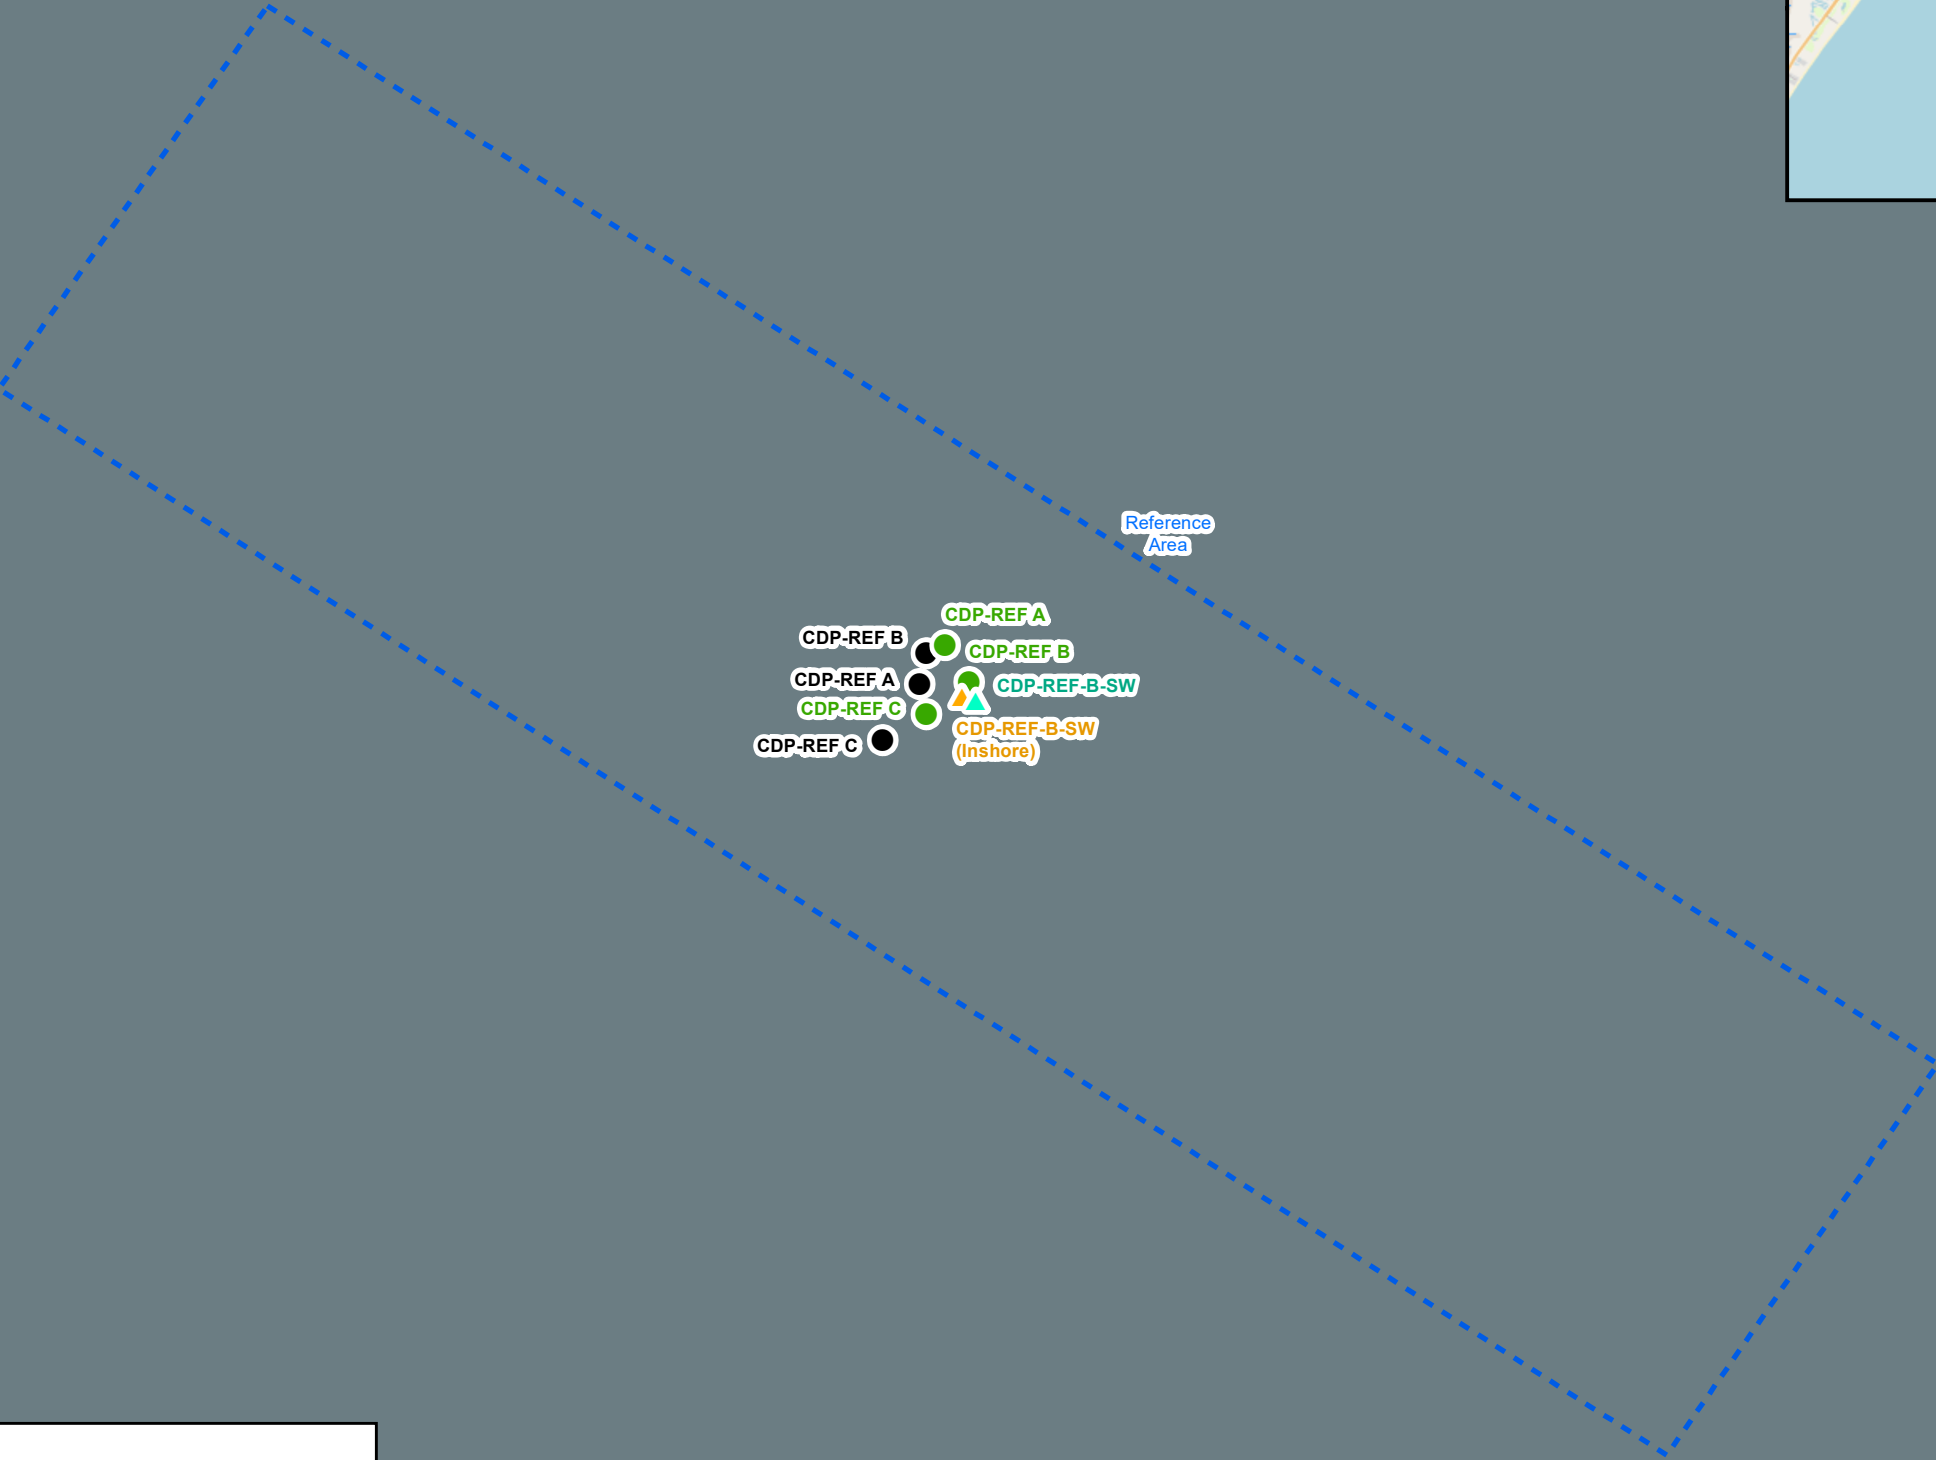 Reference
Area
CDP-REF A
CDP-REF B
CDP-REF B
CDP-REF A
CDP-REF-B-SW
CDP-REF C
CDP-REF-B-SW
(Inshore)
CDP-REF C